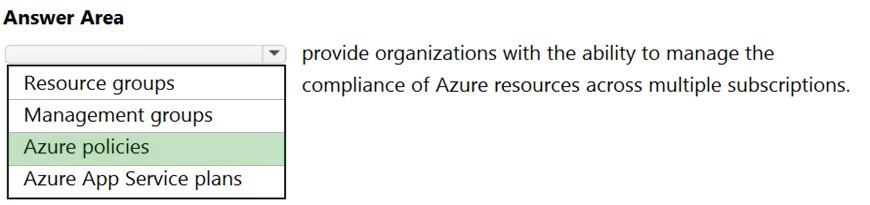 Answer Area
provide organizations with the ability to manage the
compliance of Azure resources across multiple subscriptions.
Resource groups
Management groups
Azure policies
Azure App Service plans